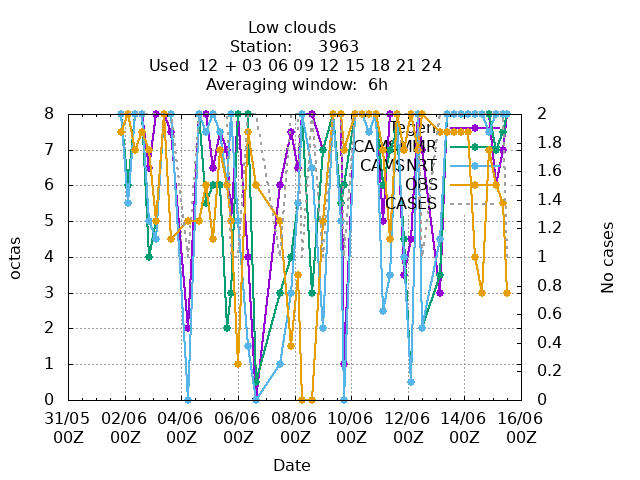 Low clouds
Station:     3963
Used  12 + 03 06 09 12 15 18 21 24
Averaging window:  6h
8
7
6
5
4
3
2
1
0
octas
2
1.8
1.6
1.4
1.2
1
0.8
0.6
0.4
0.2
0
No cases
Tegen
CAMSiMMR
CAMSNRT
OBS
CASES
31/05 02/06 04/06 06/06 08/06 10/06 12/06 14/06 16/06
00Z 00Z 00Z 00Z 00Z 00Z 00Z 00Z 00Z
Date